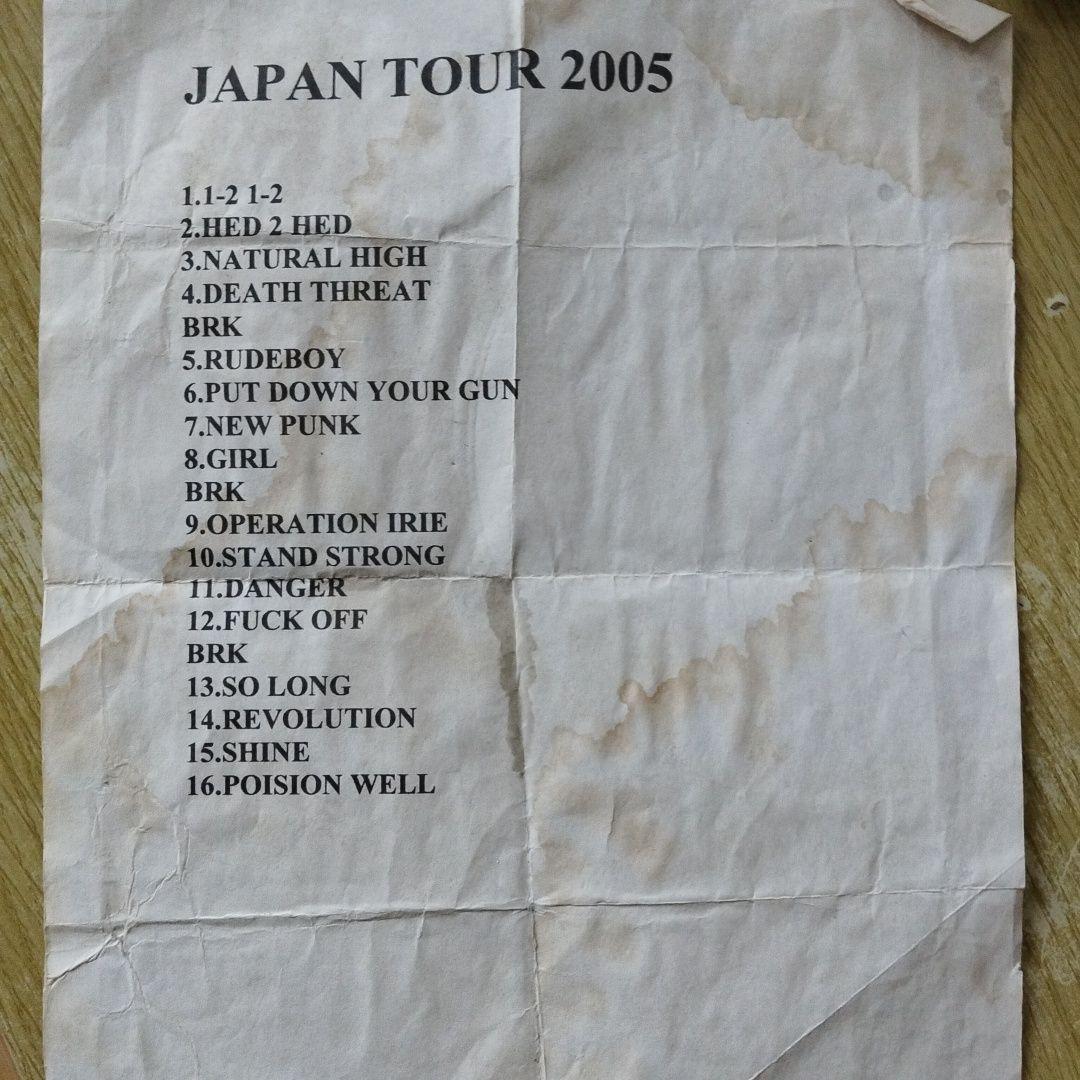 JAPAN TOUR 2005
1.1-2 1-2
2.HED 2 HED
3.NATURAL HIGH
4.DEATH THREAT
BRK
5.RUDEBOY
6.PUT DOWN YOUR GUN
7.NEW PUNK
8.GIRL
BRK
9.OPERATION IRIE
10.STAND STRONG
11.DANGER
12.FUCK OFF
BRK
13.SO LONG
14.REVOLUTION
15.SHINE
16.POISION WELL